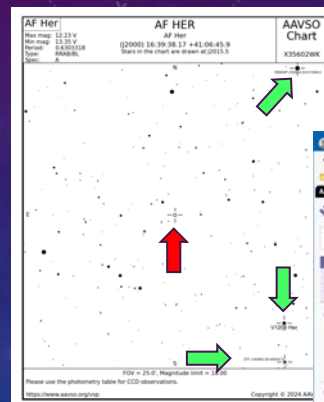 AF Her
Max mag: 12.23 V
Min mag: 13.35 V
Period: 0.6303318
Type: RRAB/BL
Spec: A
AF HER
AF Her
(J2000) 16:39:38.17 +41:06:45.9
Stars in the chart are drawn at J2015.5
AAVSO
Chart
X35602WK
N
E
V1209 Her
S
FOV = 25.0', Magnitude limit = 18.00
Please use the photometry table for CCD observations.
https://www.aavso.org/vsp
Copyright © 2024 AAV